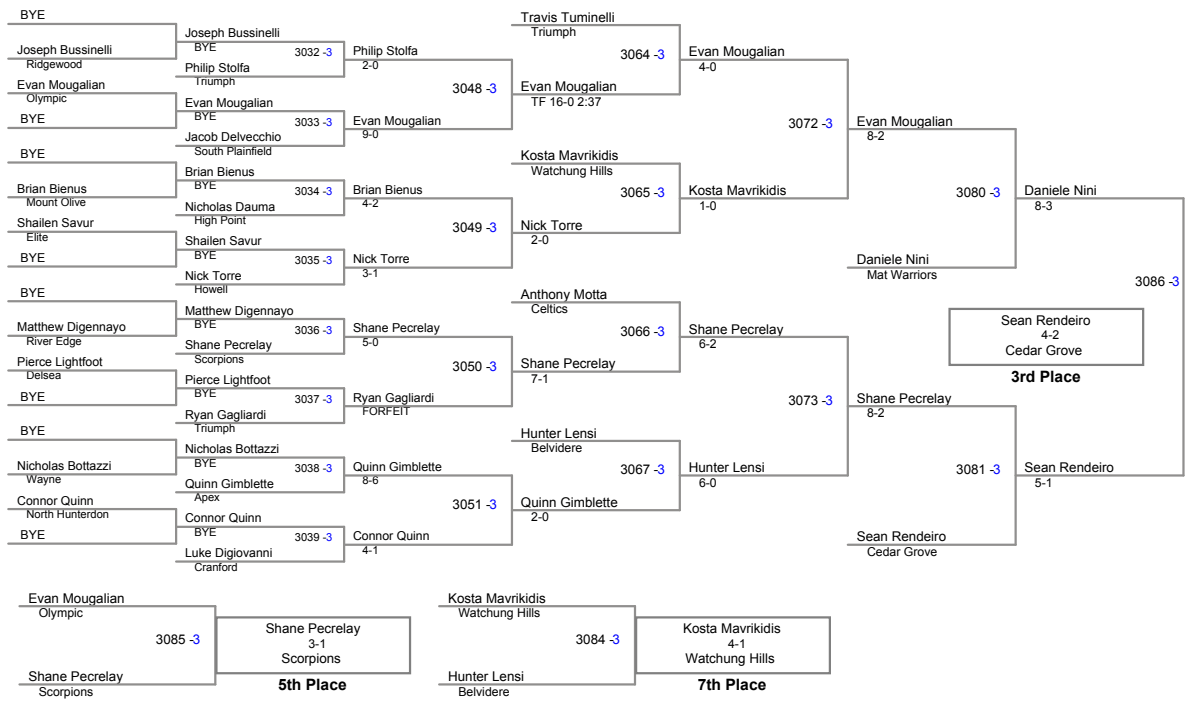 BYE
Joseph Bussinelli
Ridgewood
Evan Mougalian
Olympic
BYE
BYE
Brian Bienus
Mount Olive
Shailen Savur
Elite
BYE
BYE
Matthew Digennayo
River Edge
Pierce Lightfoot
Delsea
BYE
BYE
Nicholas Bottazzi
Wayne
Connor Quinn
North Hunterdon
BYE
Joseph Bussinelli
BYE
3032 -3
Philip Stolfa
Triumph
Evan Mougalian
BYE
3033 -3
Jacob Delvecchio
South Plainfield
Brian Bienus
BYE
3034 -3
Nicholas Dauma
High Point
Shailen Savur
BYE
3035 -3
Nick Torre
Howell
Matthew Digennayo
BYE
3036 -3
Shane Pecrelay
Scorpions
Pierce Lightfoot
BYE
3037 -3
Ryan Gagliardi
Triumph
Nicholas Bottazzi
BYE
3038 -3
Quinn Gimblette
Apex
Connor Quinn
BYE
3039 -3
Luke Digiovanni
Cranford
Philip Stolfa
2-0
3048 -3
Evan Mougalian
9-0
Brian Bienus
4-2
3049 -3
Nick Torre
3-1
Shane Pecrelay
5-0
3050 -3
Ryan Gagliardi
FORFEIT
Quinn Gimblette
8-6
3051 -3
Connor Quinn
4-1
Travis Tuminelli
Triumph
3064 -3
Evan Mougalian
TF 16-0 2:37
Kosta Mavrikidis
Watchung Hills
3065 -3
Nick Torre
2-0
Anthony Motta
Celtics
3066 -3
Shane Pecrelay
7-1
Hunter Lensi
Belvidere
3067 -3
Quinn Gimblette
2-0
Evan Mougalian
4-0
3072 -3
Kosta Mavrikidis
1-0
Shane Pecrelay
6-2
3073 -3
Hunter Lensi
6-0
Evan Mougalian
8-2
3080 -3
Daniele Nini
Mat Warriors
Shane Pecrelay
8-2
3081 -3
Sean Rendeiro
Cedar Grove
Daniele Nini
8-3
3086 -3
Sean Rendeiro
5-1
Sean Rendeiro
4-2
Cedar Grove
3rd Place
Evan Mougalian
Olympic
3085 -3
Shane Pecrelay
Scorpions
Shane Pecrelay
3-1
Scorpions
5th Place
Kosta Mavrikidis
Watchung Hills
3084 -3
Hunter Lensi
Belvidere
Kosta Mavrikidis
4-1
Watchung Hills
7th Place